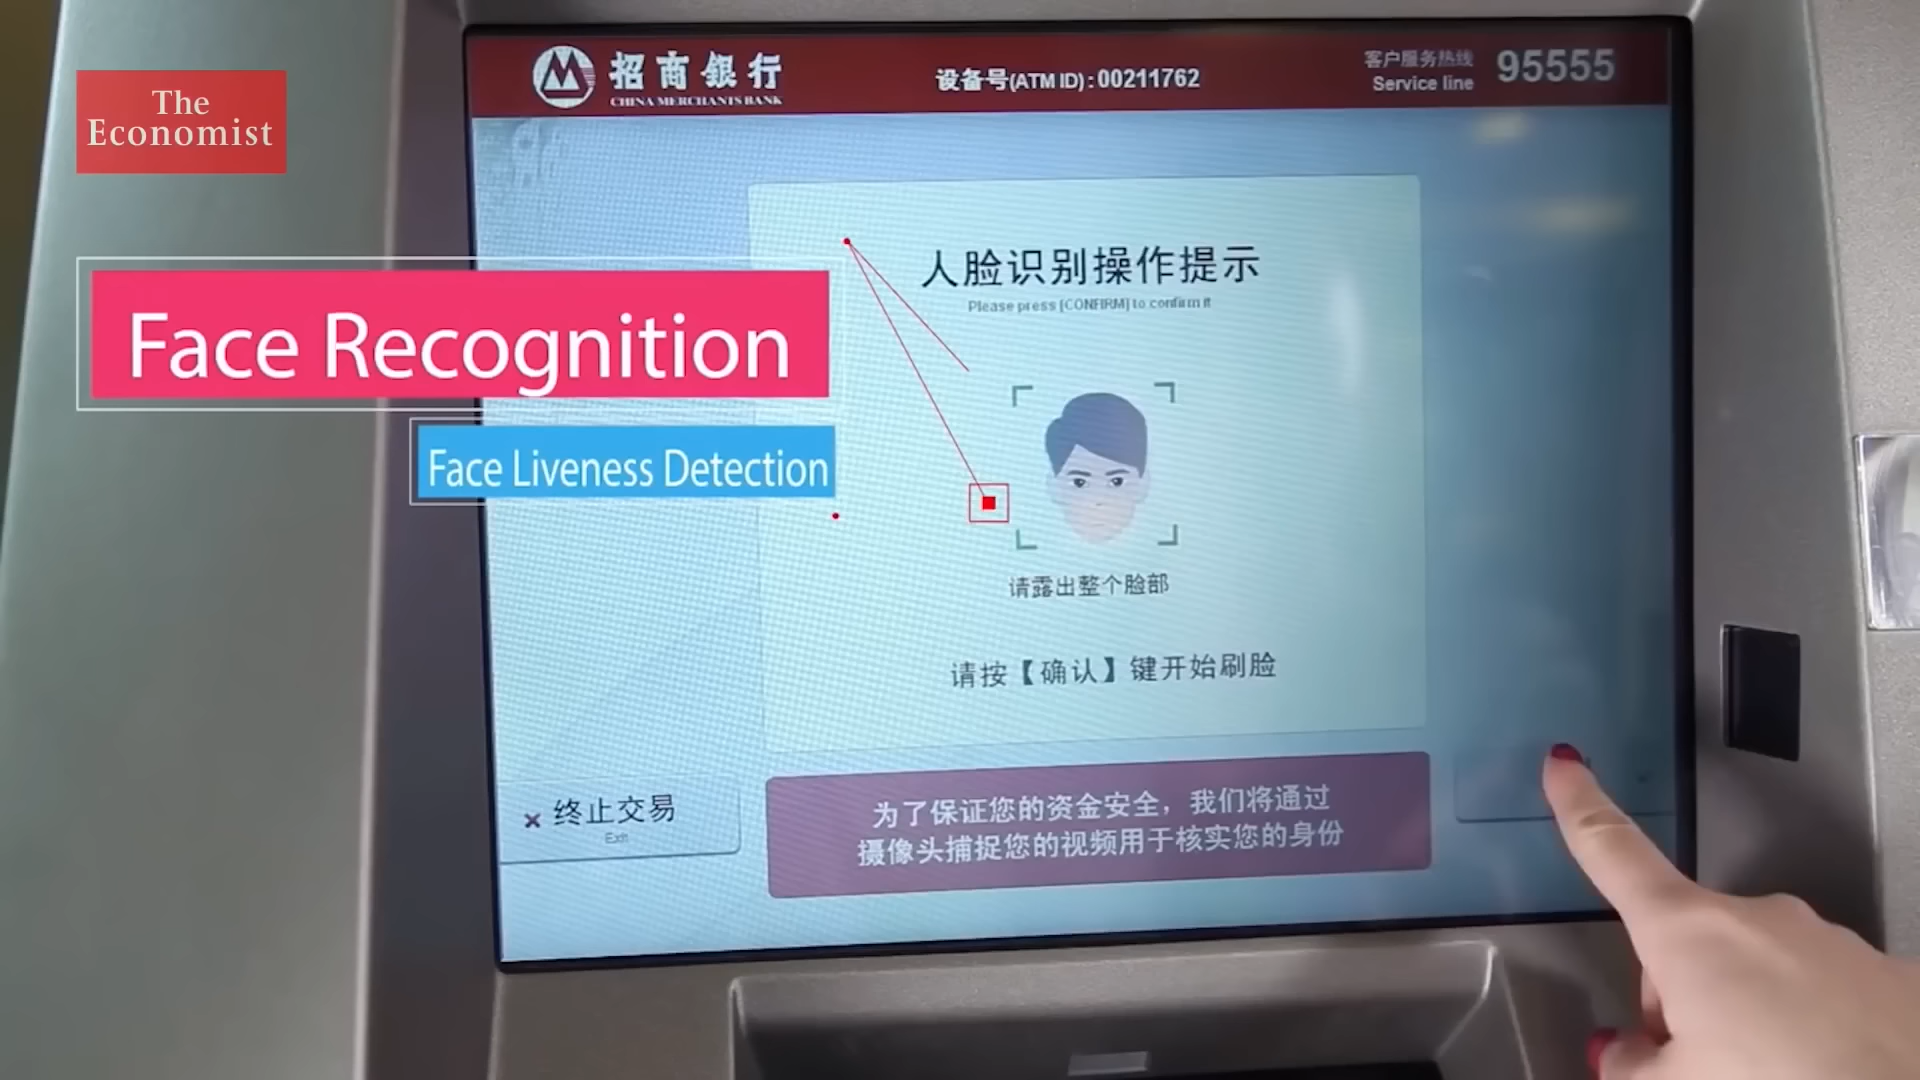 The
Economist
招商銀行
CHINA MERCHANTS BANK
设备号(ATM ID):00211762
客户服务热线
Service line
95555
人脸识别操作提示
Please press [CONFIRM] to confirm it
Face Recognition
Face Liveness Detection
请露出整个脸部
请按【确认】键开始刷脸
× 终止交易
Exit
为了保证您的资金安全，我们将通过
摄像头捕捉您的视频用于核实您的身份